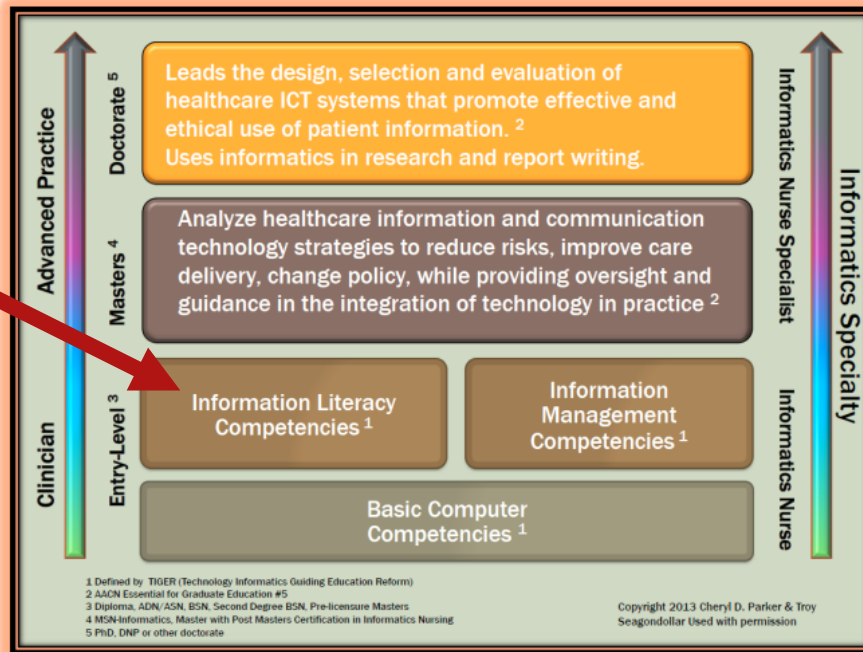 Leads the design, selection and evaluation of
healthcare ICT systems that promote effective and
ethical use of patient information. 2
Uses informatics in research and report writing.
Analyze healthcare information and communication
technology strategies to reduce risks, improve care
delivery, change policy, while providing oversight and
guidance in the integration of technology in practice 2
Information Literacy
Competencies 1
Information
Management
Competencies 1
Basic Computer
Competencies 1
Advanced Practice
Clinician
Doctorate 5
Masters 4
Entry-Level 3
Informatics Nurse Specialist
Informatics Nurse
Informatics Specialty
1 Defined by TIGER (Technology Informatics Guiding Education Reform)
2 AACN Essential for Graduate Education #5
3 Diploma, ADN/ASN, BSN, Second Degree BSN, Pre-licensure Masters
4 MSN-Informatics, Master with Post Masters Certification in Informatics Nursing
5 PhD, DNP or other doctorate
Copyright 2013 Cheryl D. Parker & Troy
Seagondollar Used with permission